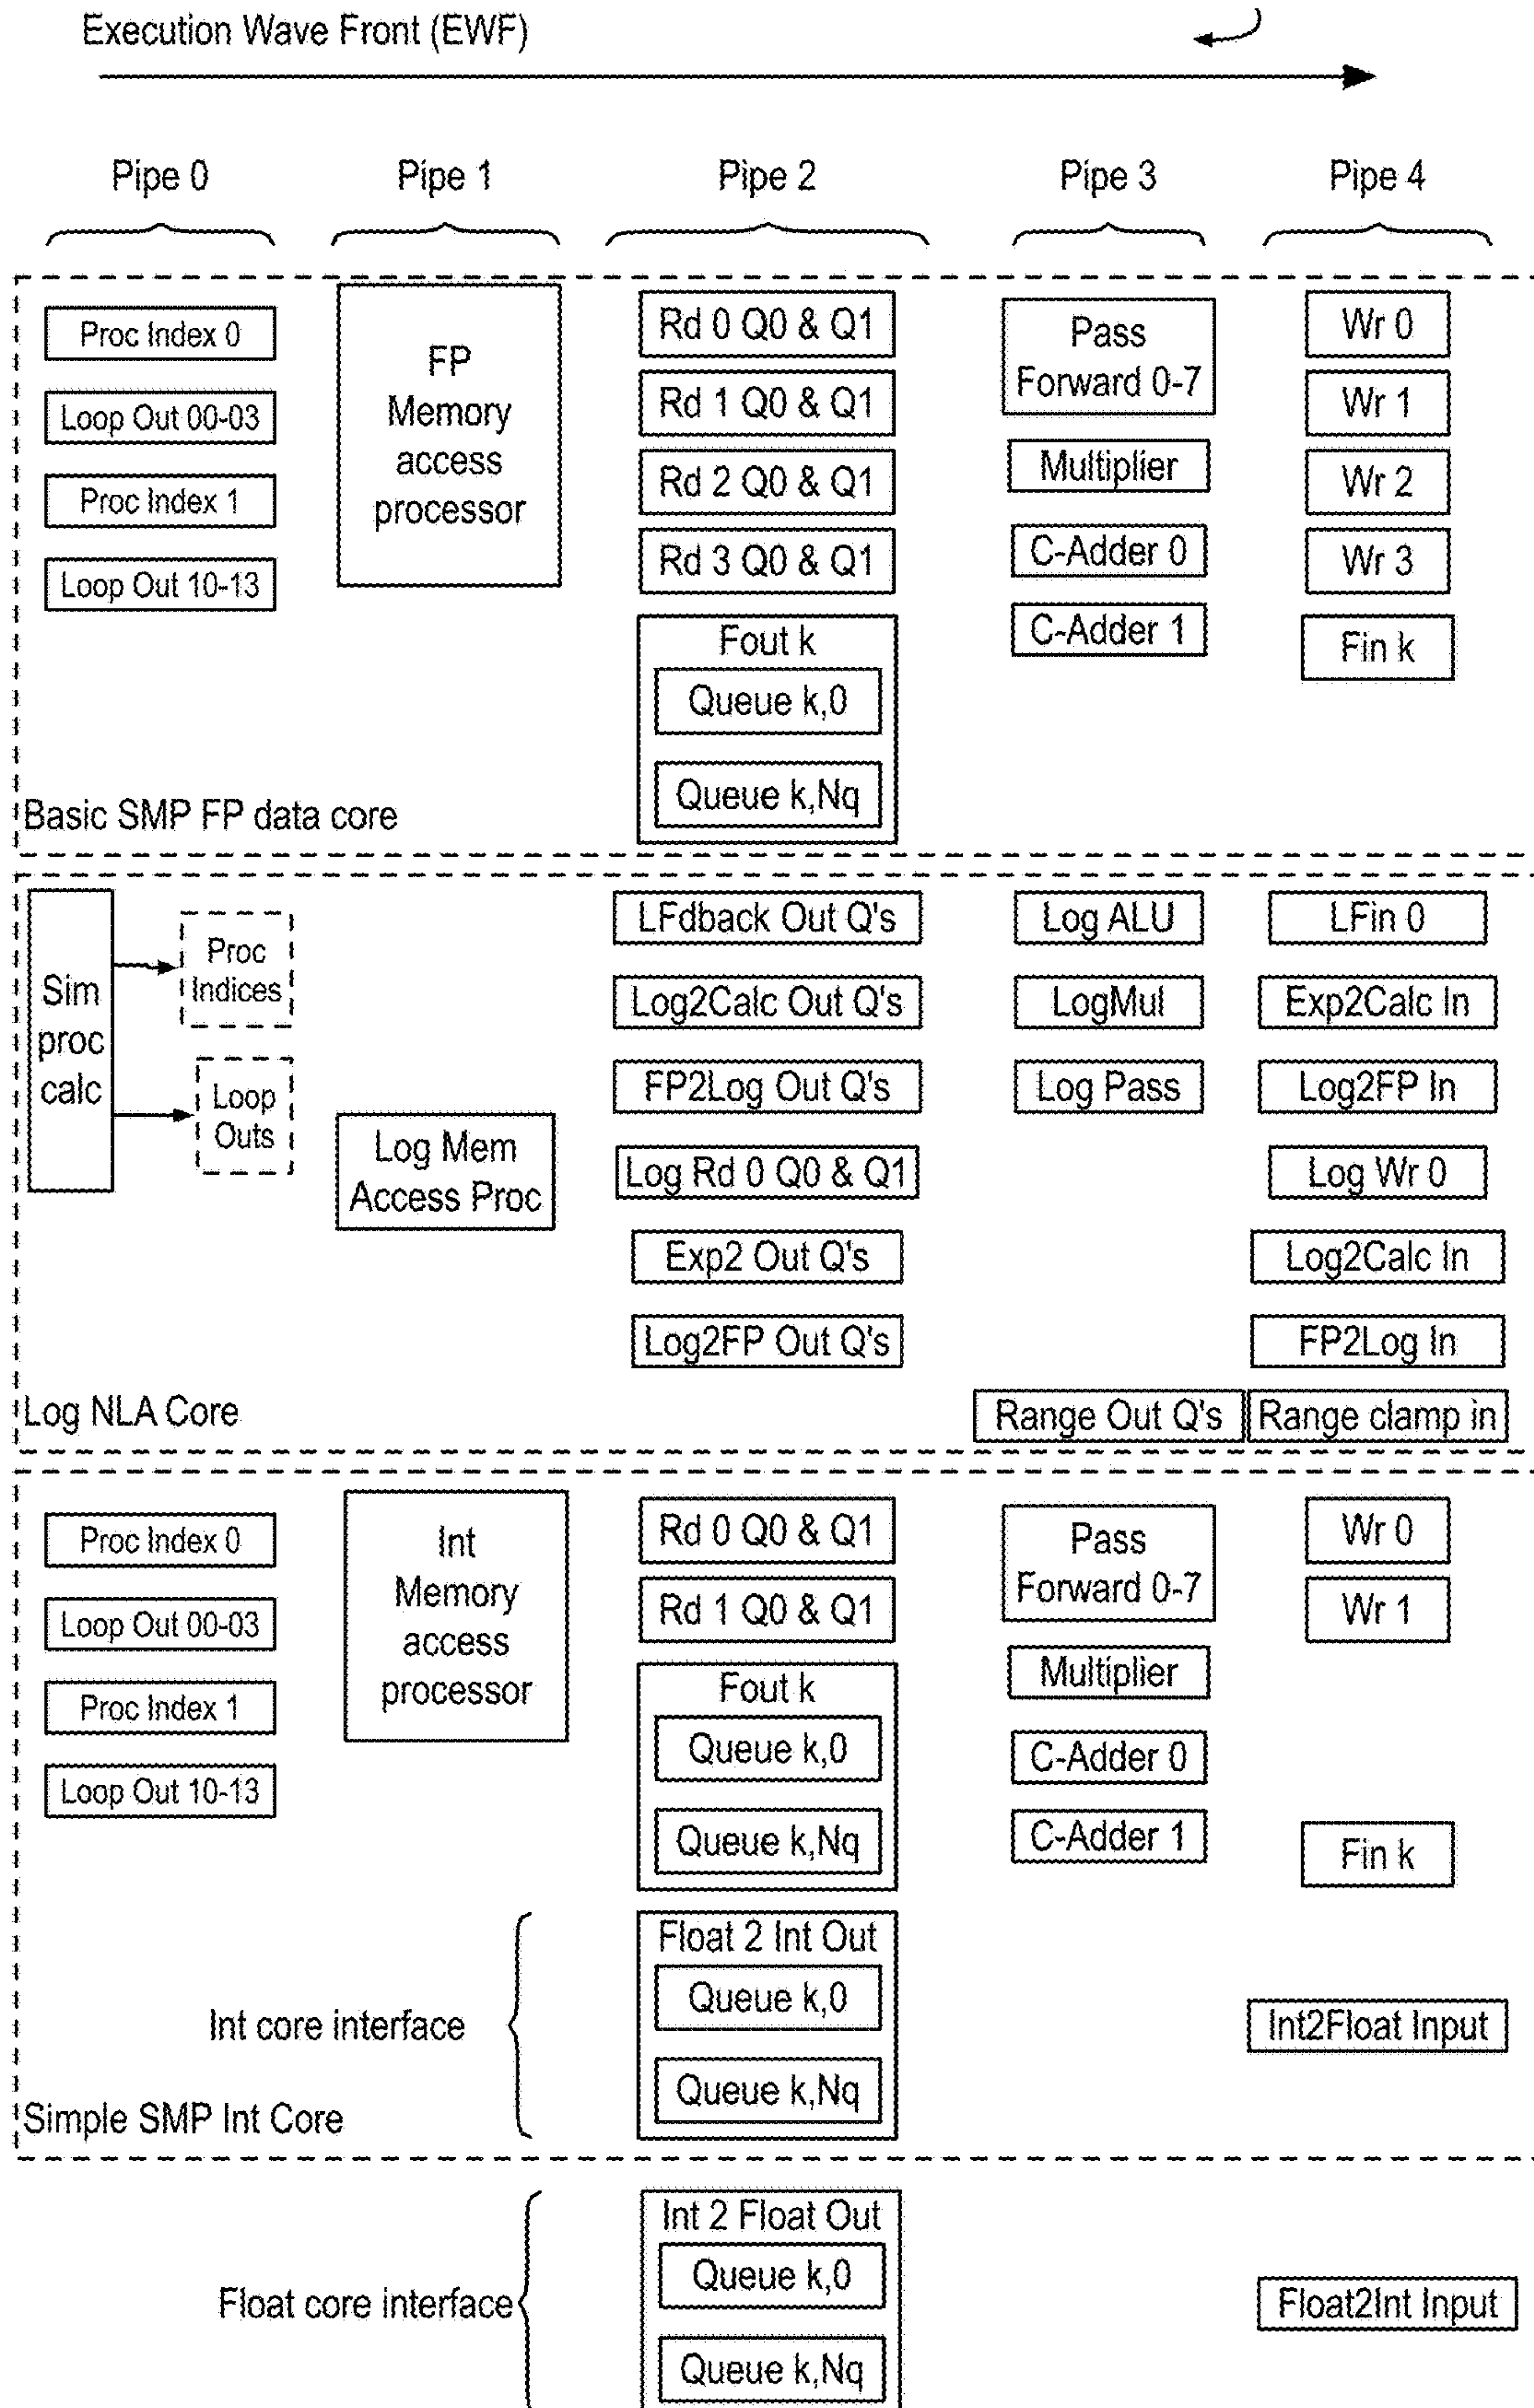 Execution Wave Front (EWF)
Pipe 0
Pipe 1
Pipe 2
Pipe 3
Pipe 4
Proc Index 0
Loop Out 00-03
Proc Index 1
Loop Out 10-13
FP
Memory
access
processor
Rd 0 Q0 & Q1
Rd 1 Q0 & Q1
Rd 2 Q0 & Q1
Rd 3 Q0 & Q1
Fout k
Queue k,0
Queue k,Nq
Pass
Forward 0-7
Multiplier
C-Adder 0
C-Adder 1
Wr 0
Wr 1
Wr 2
Wr 3
Fin k
Basic SMP FP data core
Sim
proc
calc
Proc
Indices
Loop
Outs
Log Mem
Access Proc
LFdback Out Q's
Log2Calc Out Q's
FP2Log Out Q's
Log Rd 0 Q0 & Q1
Exp2 Out Q's
Log2FP Out Q's
Log ALU
LogMul
Log Pass
Range Out Q's
LFin 0
Exp2Calc In
Log2FP In
Log Wr 0
Log2Calc In
FP2Log In
Range clamp in
Log NLA Core
Proc Index 0
Loop Out 00-03
Proc Index 1
Loop Out 10-13
Int
Memory
access
processor
Rd 0 Q0 & Q1
Rd 1 Q0 & Q1
Fout k
Queue k,0
Queue k,Nq
Pass
Forward 0-7
Multiplier
C-Adder 0
C-Adder 1
Wr 0
Wr 1
Fin k
Int core interface
Float 2 Int Out
Queue k,0
Queue k,Nq
Int2Float Input
Simple SMP Int Core
Float core interface
Int 2 Float Out
Queue k,0
Queue k,Nq
Float2Int Input